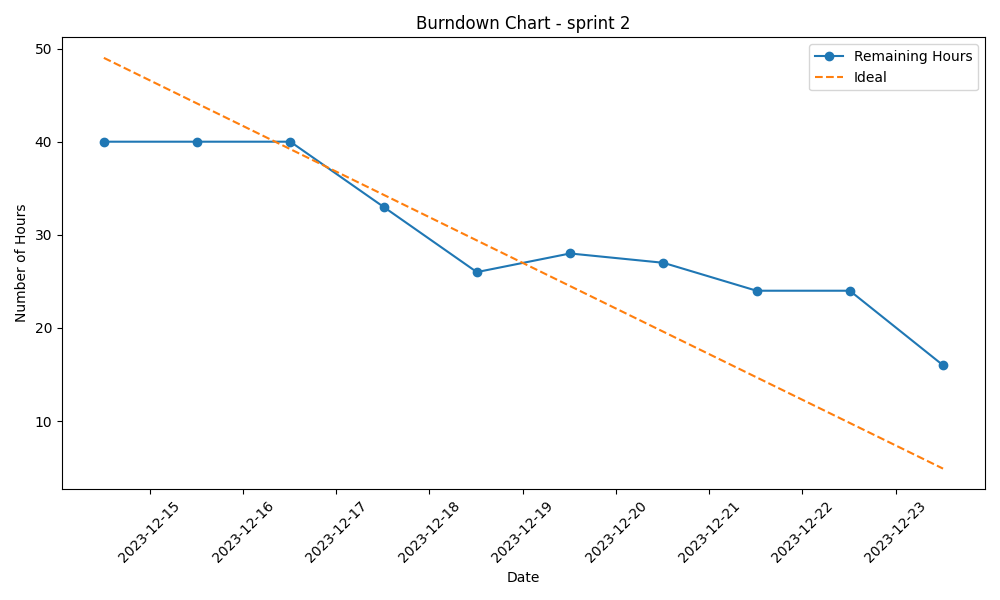 Burndown Chart - sprint 2
Remaining Hours
Ideal
50
40
30
20
10
Number of Hours
2023-12-15
2023-12-16
2023-12-17
2023-12-18
2023-12-19
2023-12-20
2023-12-21
2023-12-22
2023-12-23
Date